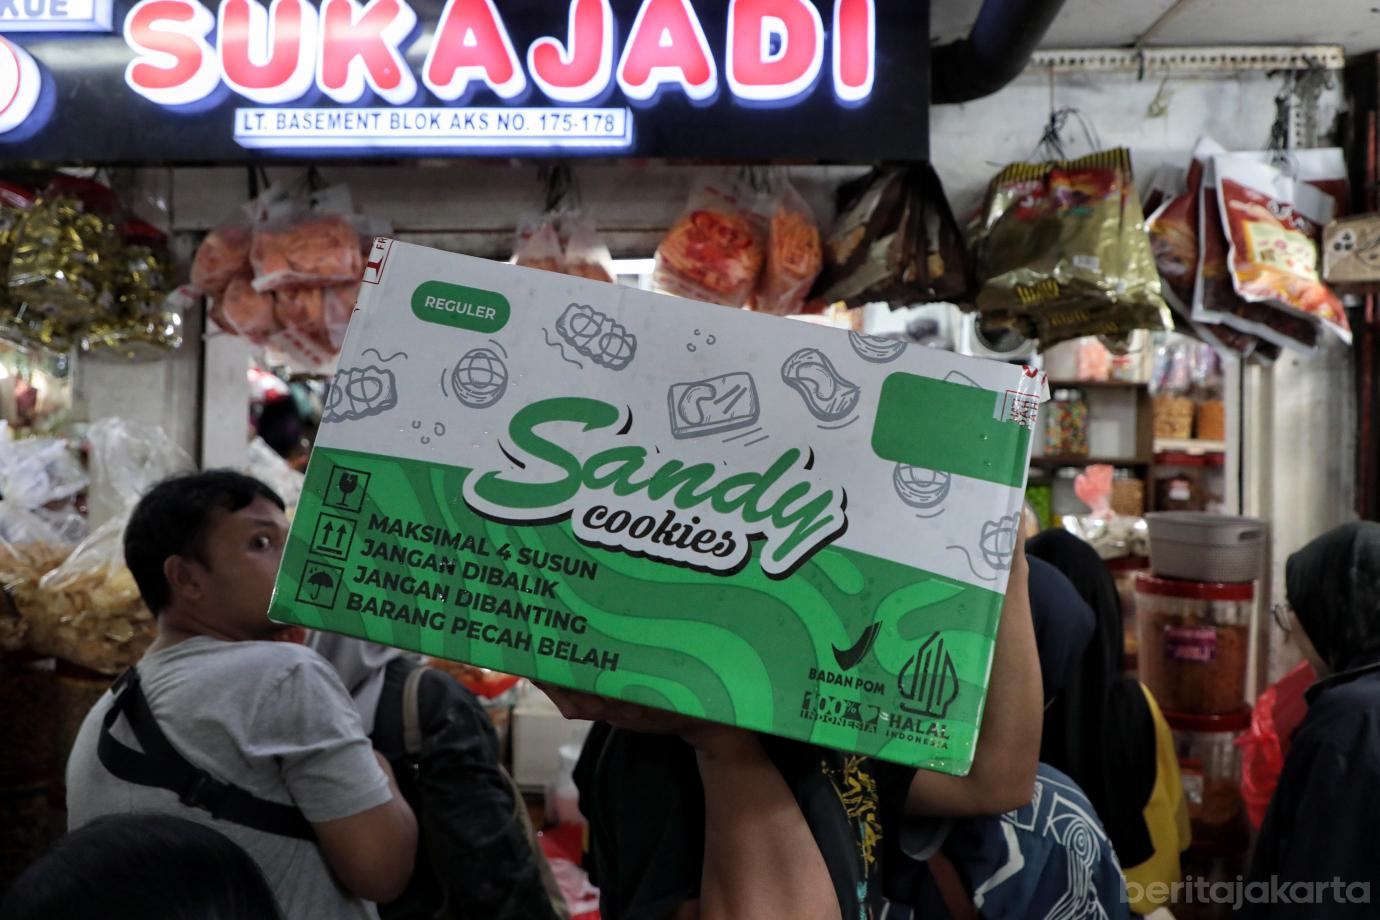 KUE
SUKAJADI
LT. BASEMENT BLOK AKS NO. 175-178
REGULER
Sandy
cookies
MAKSIMAL 4 SUSUN
JANGAN DIBALIK
JANGAN DIBANTING
BARANG PECAH BELAH
BADAN POM
100%
INDONESIA
HALAL
INDONESIA
beritajakarta